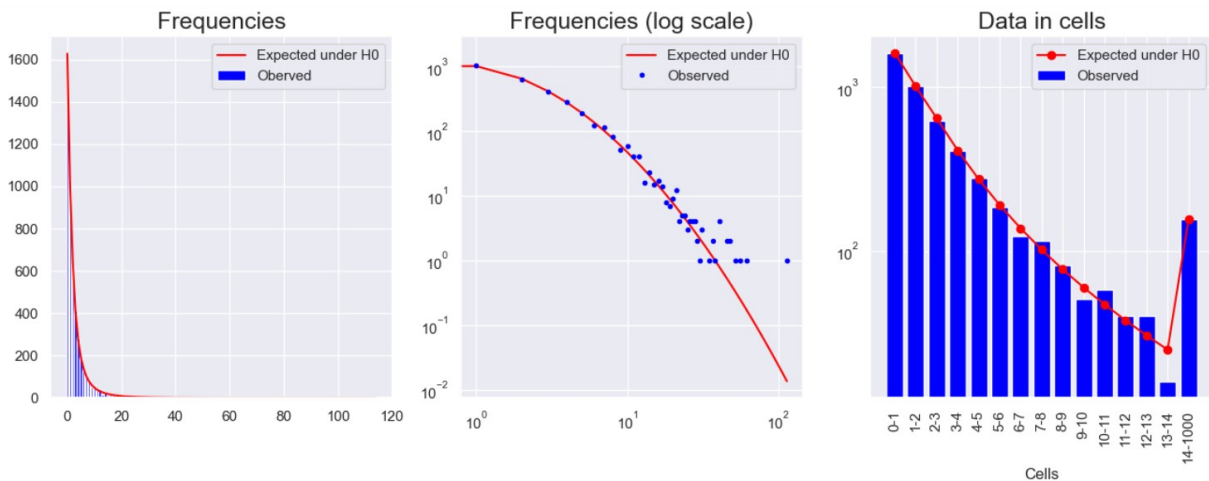 Frequencies
Expected under H0
Oberved
1600
1400
1200
1000
800
600
400
200
0
0 20 40 60 80 100 120
Frequencies (log scale)
Expected under H0
Observed
10³
10²
10¹
10⁰
10⁻¹
10⁻²
10⁰ 10¹ 10²
Data in cells
Expected under H0
Observed
10³
10²
0-1 1-2 2-3 3-4 4-5 5-6 6-7 7-8 8-9 9-10 10-11 11-12 12-13 13-14 14-1000
Cells